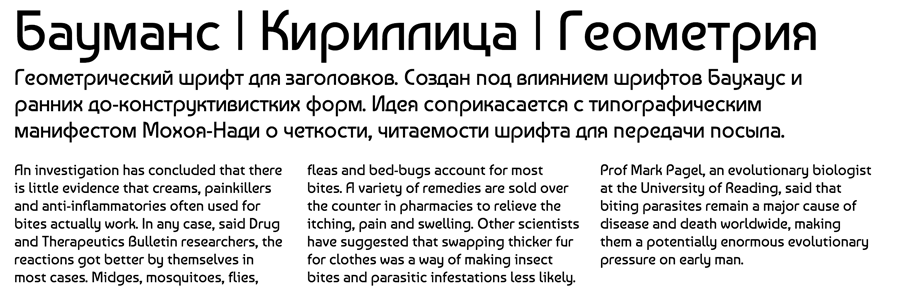 Бауманс | Кириллица | Геометрия
Геометрический шрифт для заголовков. Создан под влиянием шрифтов Баухаус и
ранних до-конструктивистких форм. Идея соприкасается с типографическим
манифестом Мохоя-Нади о четкости, читаемости шрифта для передачи посыла.
An investigation has concluded that there
is little evidence that creams, painkillers
and anti-inflammatories often used for
bites actually work. In any case, said Drug
and Therapeutics Bulletin researchers, the
reactions got better by themselves in
most cases. Midges, mosquitoes, flies,
fleas and bed-bugs account for most
bites. A variety of remedies are sold over
the counter in pharmacies to relieve the
itching, pain and swelling. Other scientists
have suggested that swapping thicker fur
for clothes was a way of making insect
bites and parasitic infestations less likely.
Prof Mark Pagel, an evolutionary biologist
at the University of Reading, said that
biting parasites remain a major cause of
disease and death worldwide, making
them a potentially enormous evolutionary
pressure on early man.